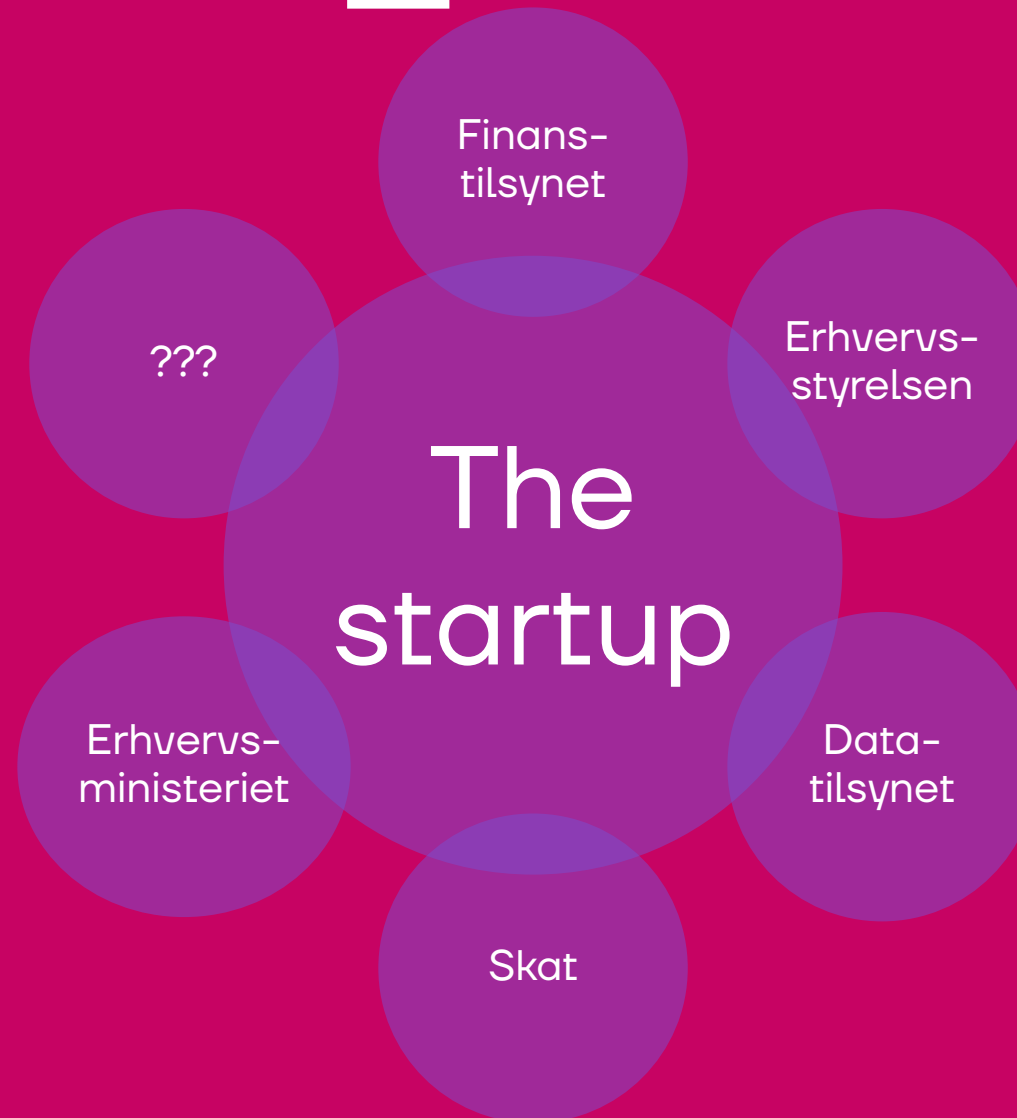 Finans-
tilsynet
Erhvervs-
styrelsen
???
The
startup
Erhvervs-
ministeriet
Data-
tilsynet
Skat